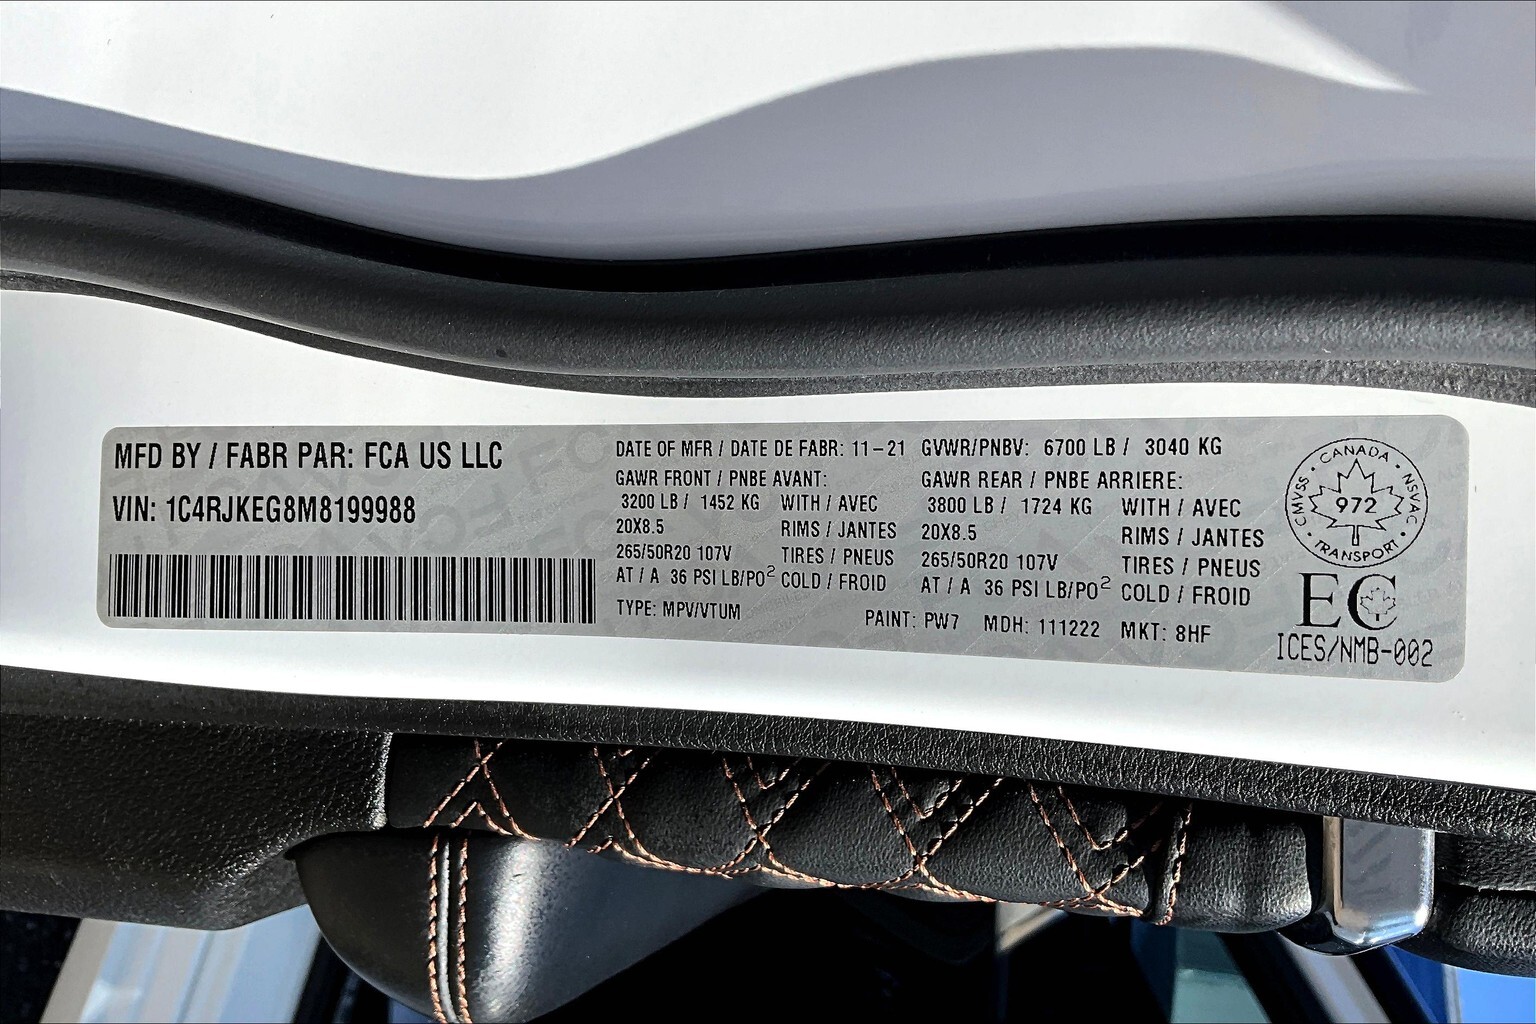 MFD BY / FABR PAR: FCA US LLC
VIN: 1C4RJKEG8M8199988
DATE OF MFR / DATE DE FABR: 11-21 GVWR/PNBV: 6700 LB / 3040 KG
GAWR FRONT / PNBE AVANT: GAWR REAR / PNBE ARRIERE:
3200 LB / 1452 KG WITH / AVEC 3800 LB / 1724 KG WITH / AVEC
20X8.5 RIMS / JANTES 20X8.5 RIMS / JANTES
265/50R20 107V TIRES / PNEUS 265/50R20 107V TIRES / PNEUS
AT / A 36 PSI LB/PO² COLD / FROID AT / A 36 PSI LB/PO² COLD / FROID
TYPE: MPV/VTUM PAINT: PW7 MDH: 111222 MKT: 8HF
CMVSS · CANADA · NSVAC · TRANSPORT ·
972
EC
ICES/NMB-002